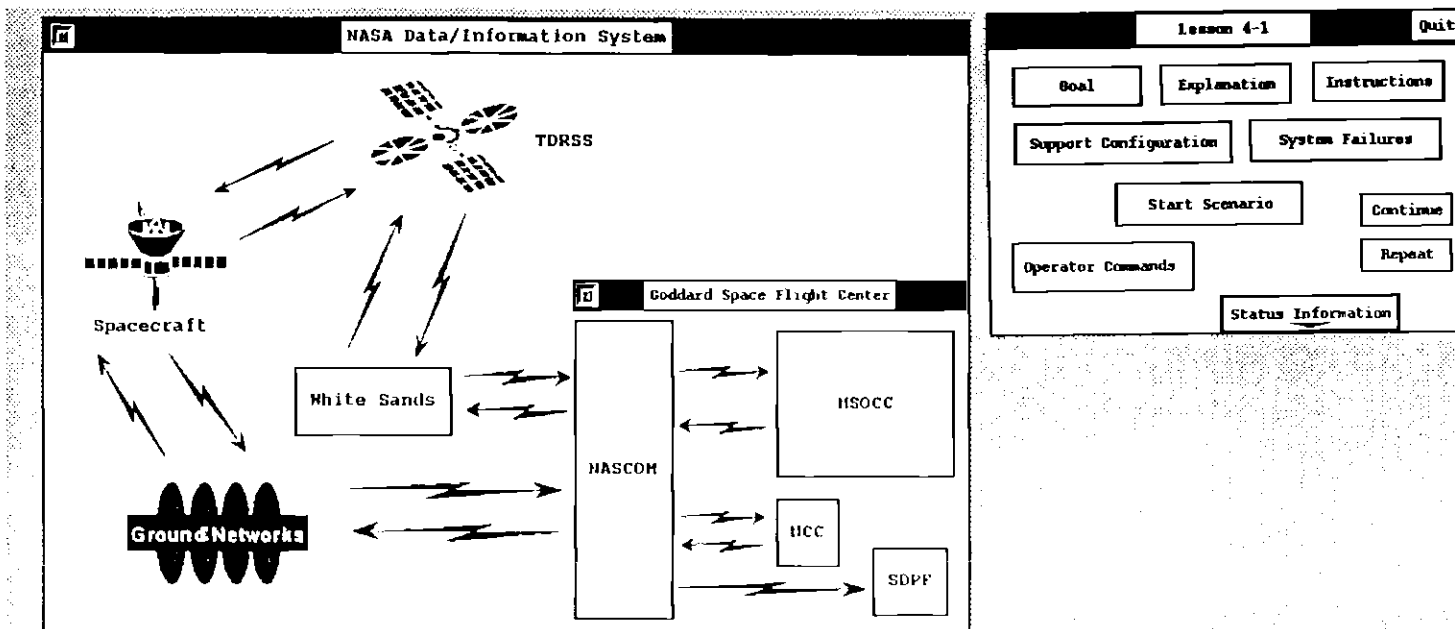 NASA Data/Information System
TDRSS
Spacecraft
White Sands
Ground Networks
Goddard Space Flight Center
NASCOM
MSOCC
MCC
SDPF
Lesson 4-1
Quit
Goal
Explanation
Instructions
Support Configuration
System Failures
Start Scenario
Continue
Operator Commands
Repeat
Status Information